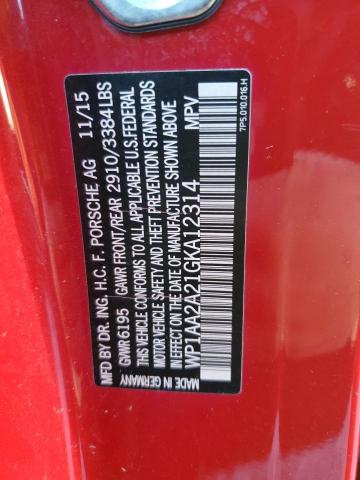 MFD BY DR. ING. H.C. F. PORSCHE AG 11/15
GVWR 6195 GAWR FRONT/REAR 2910/3384 LBS
THIS VEHICLE CONFORMS TO ALL APPLICABLE U.S. FEDERAL
MOTOR VEHICLE SAFETY AND THEFT PREVENTION STANDARDS
IN EFFECT ON THE DATE OF MANUFACTURE SHOWN ABOVE
WP1AA2A21GKA12314
MADE IN GERMANY
7P5.010.016.H